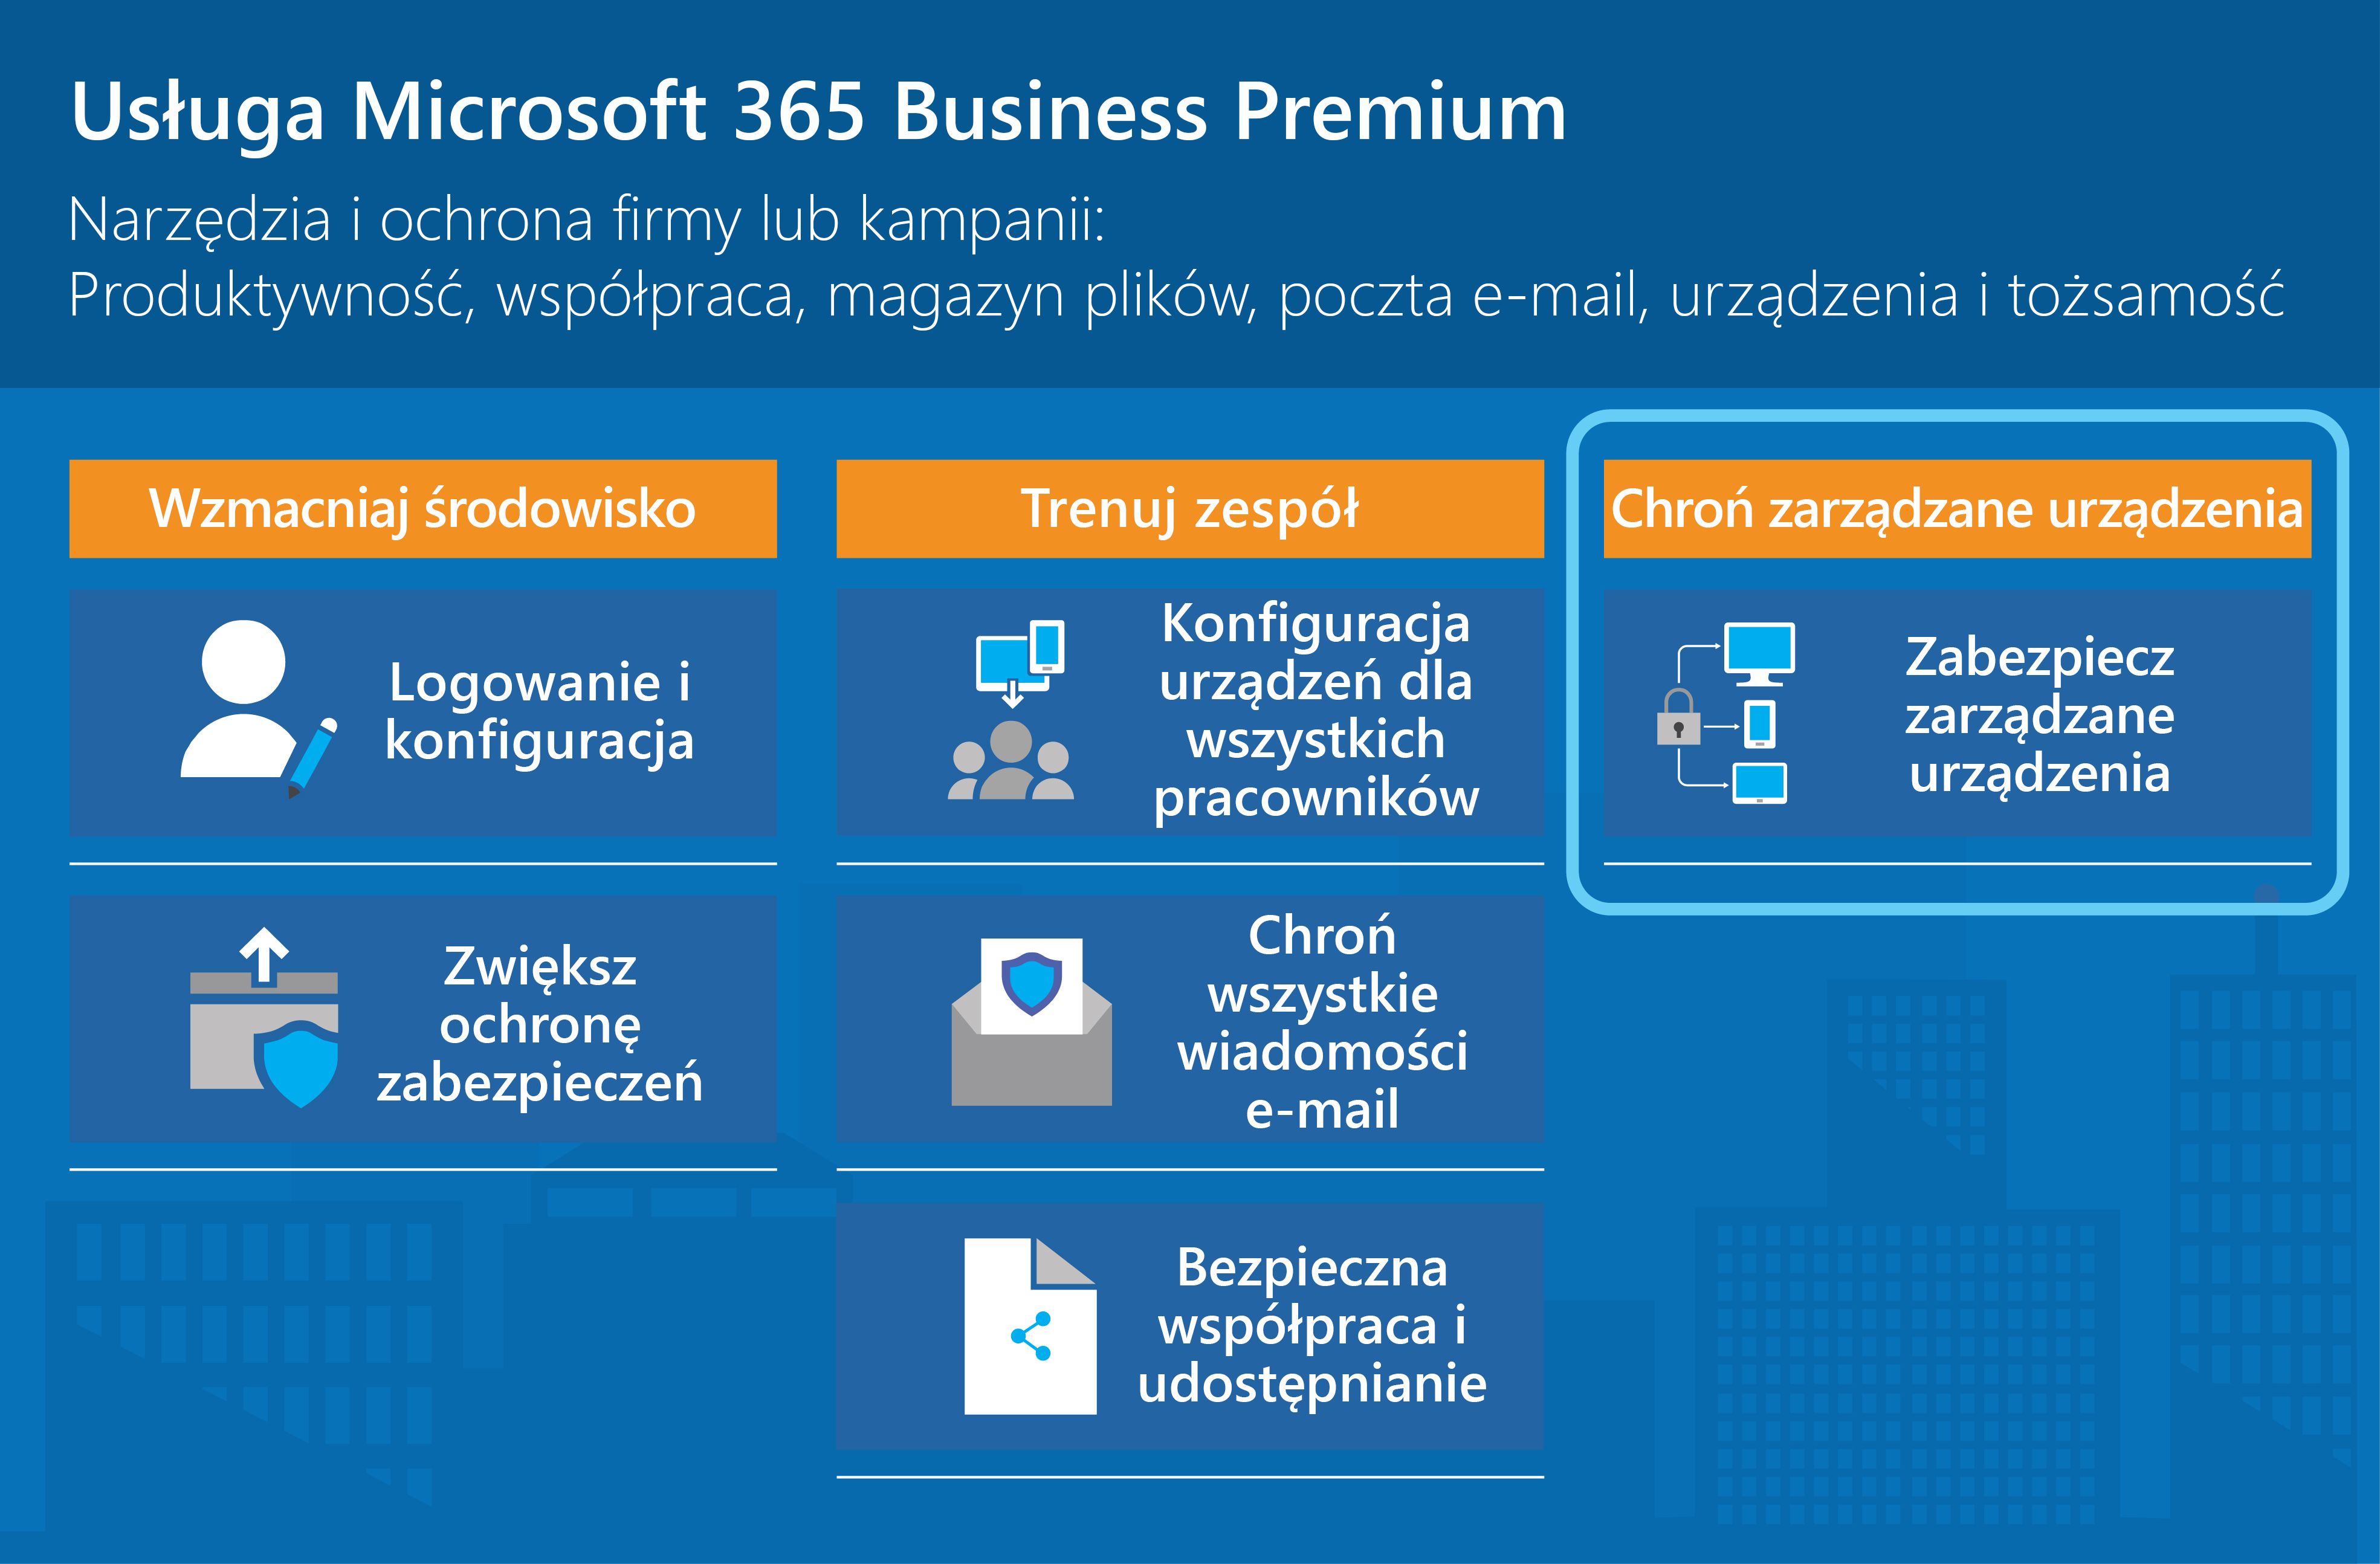 Usługa Microsoft 365 Business Premium
Narzędzia i ochrona firmy lub kampanii:
Produktywność, współpraca, magazyn plików, poczta e-mail, urządzenia i tożsamość
Wzmacniaj środowisko
Logowanie i
konfiguracja
Zwiększ
ochronę
zabezpieczeń
Trenuj zespół
Konfiguracja
urządzeń dla
wszystkich
pracowników
Chroń
wszystkie
wiadomości
e-mail
Bezpieczna
współpraca i
udostępnianie
Chroń zarządzane urządzenia
Zabezpiecz
zarządzane
urządzenia